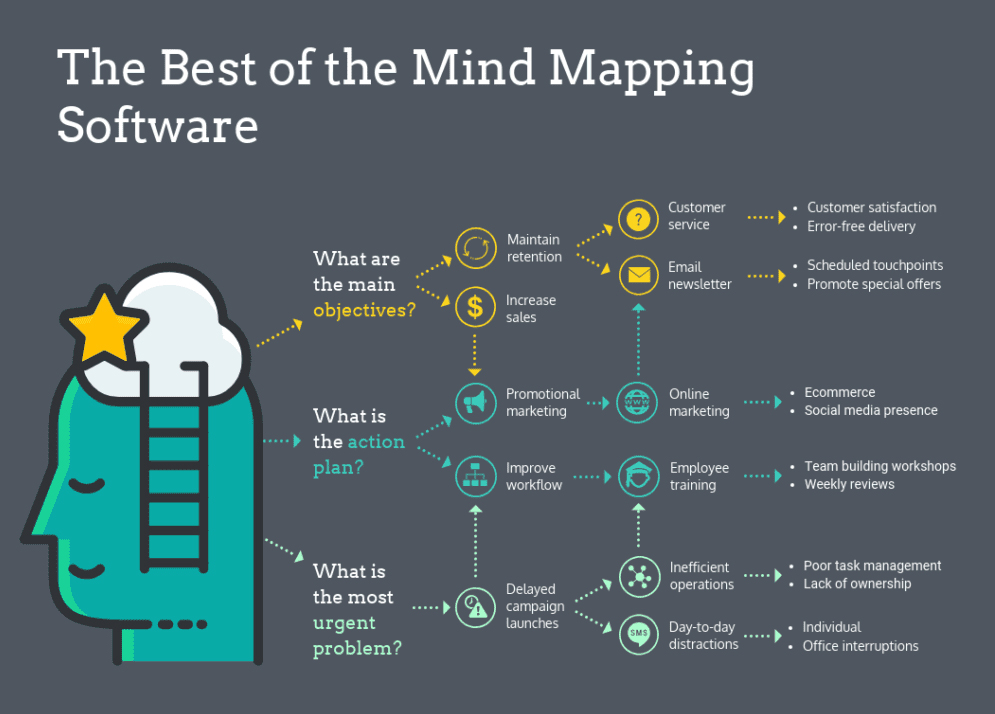 The Best of the Mind Mapping
Software
What are
the main
objectives?
Maintain
retention
Increase
sales
?
Customer
service
Email
newsletter
• Customer satisfaction
• Error-free delivery
• Scheduled touchpoints
• Promote special offers
$
What is
the action
plan?
Promotional
marketing
Improve
workflow
WWW
Online
marketing
Employee
training
• Ecommerce
• Social media presence
• Team building workshops
• Weekly reviews
What is
the most
urgent
problem?
Delayed
campaign
launches
!
Inefficient
operations
SMS
Day-to-day
distractions
• Poor task management
• Lack of ownership
• Individual
• Office interruptions